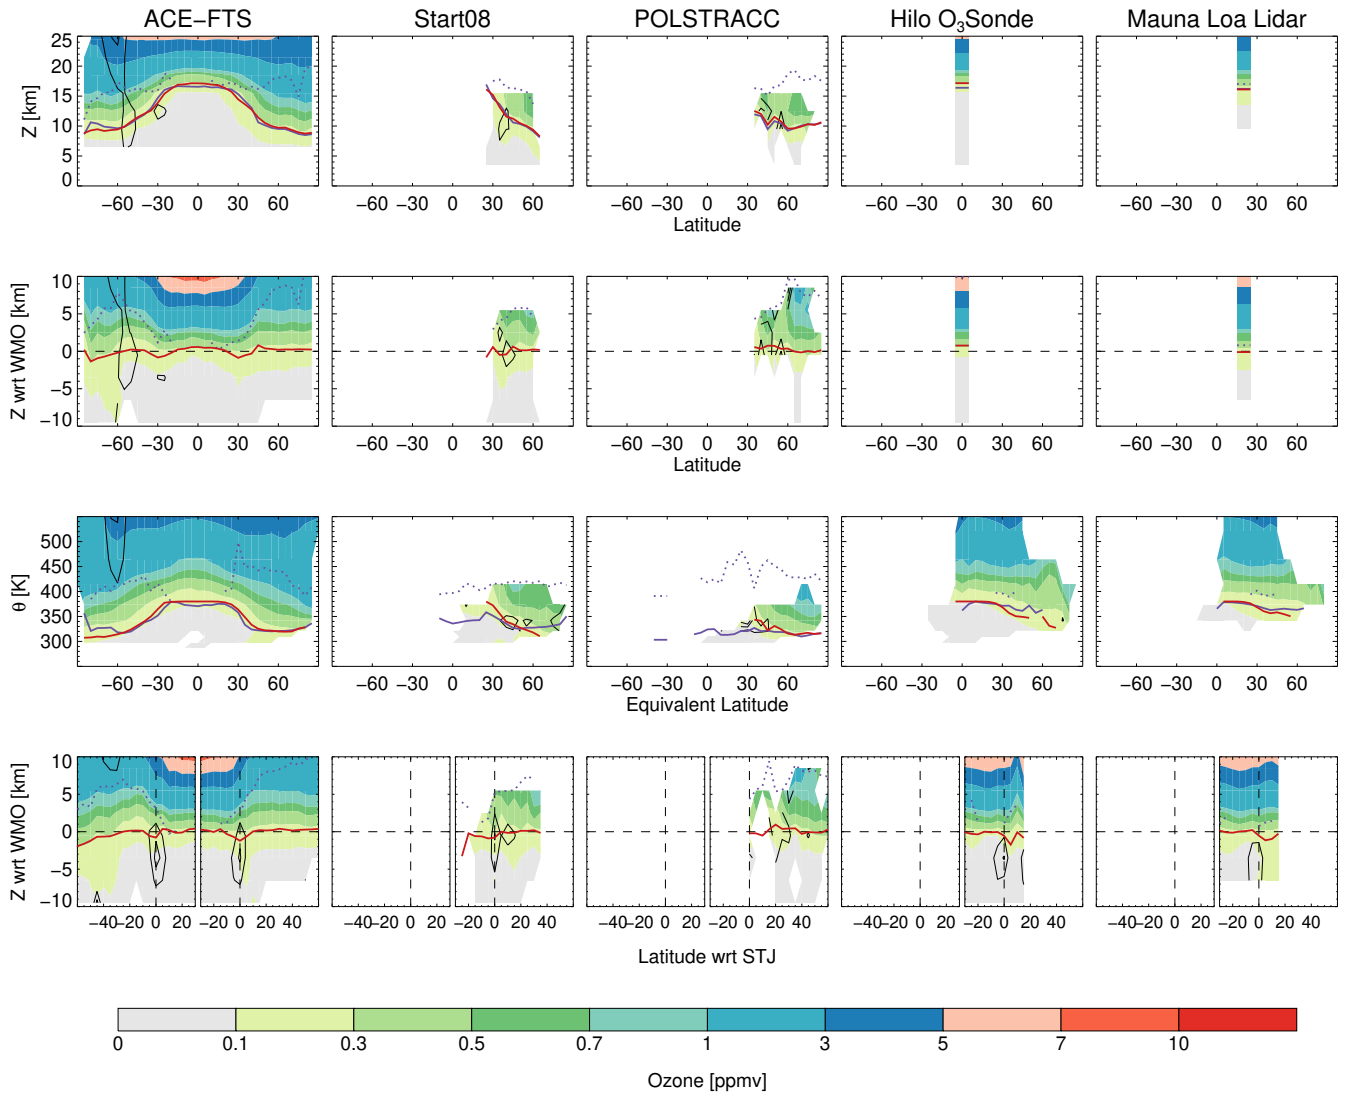 ACE−FTS Start08 POLSTRACC Hilo O₃Sonde Mauna Loa Lidar
Z [km]
25
20
15
10
5
0
−60 −30 0 30 60 −60 −30 0 30 60 −60 −30 0 30 60 −60 −30 0 30 60 −60 −30 0 30 60
Latitude
Z wrt WMO [km]
10
5
0
−5
−10
−60 −30 0 30 60 −60 −30 0 30 60 −60 −30 0 30 60 −60 −30 0 30 60 −60 −30 0 30 60
Latitude
θ [K]
500
450
400
350
300
−60 −30 0 30 60 −60 −30 0 30 60 −60 −30 0 30 60 −60 −30 0 30 60 −60 −30 0 30 60
Equivalent Latitude
Z wrt WMO [km]
10
5
0
−5
−10
−40 0 20 −20 0 20 40 −40 0 20 −20 0 20 40 −40 0 20 −20 0 20 40 −40 0 20 −20 0 20 40 −40 0 20 −20 0 20 40
Latitude wrt STJ
0 0.1 0.3 0.5 0.7 1 3 5 7 10
Ozone [ppmv]